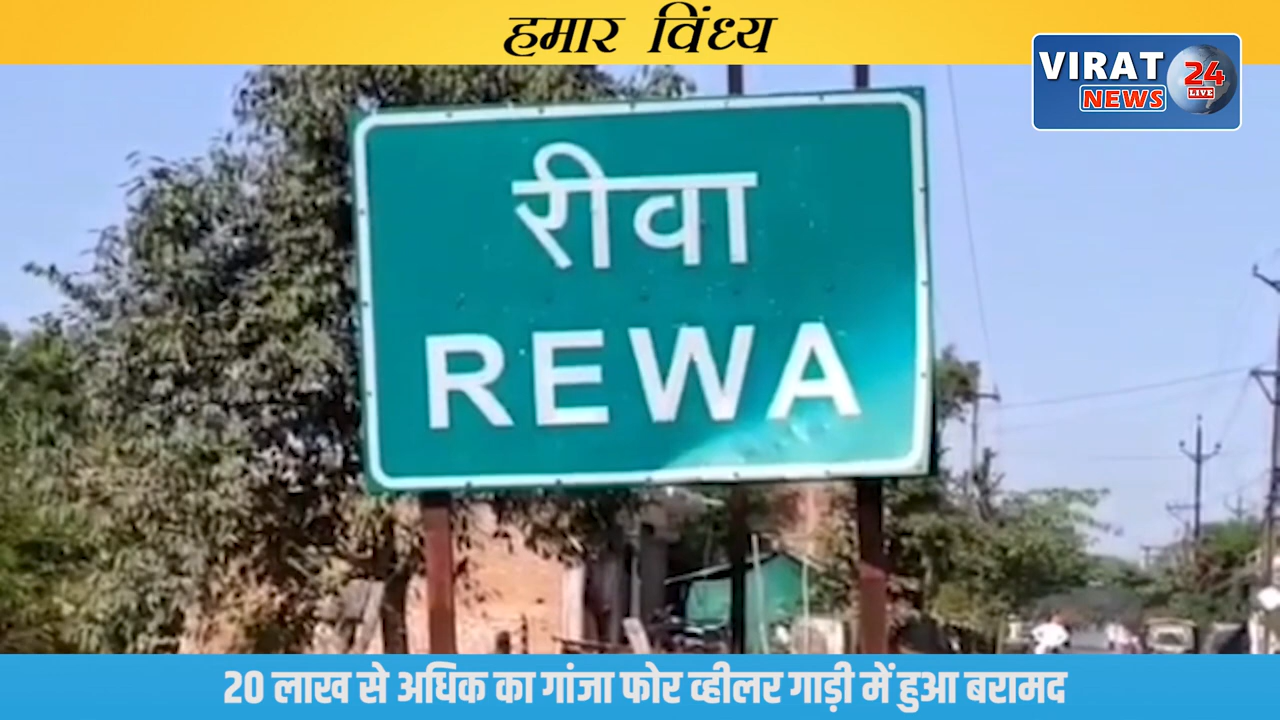 हमार विंध्य
VIRAT
NEWS
24
LIVE
रीवा
REWA
20 लाख से अधिक का गांजा फोर व्हीलर गाड़ी में हुआ बरामद